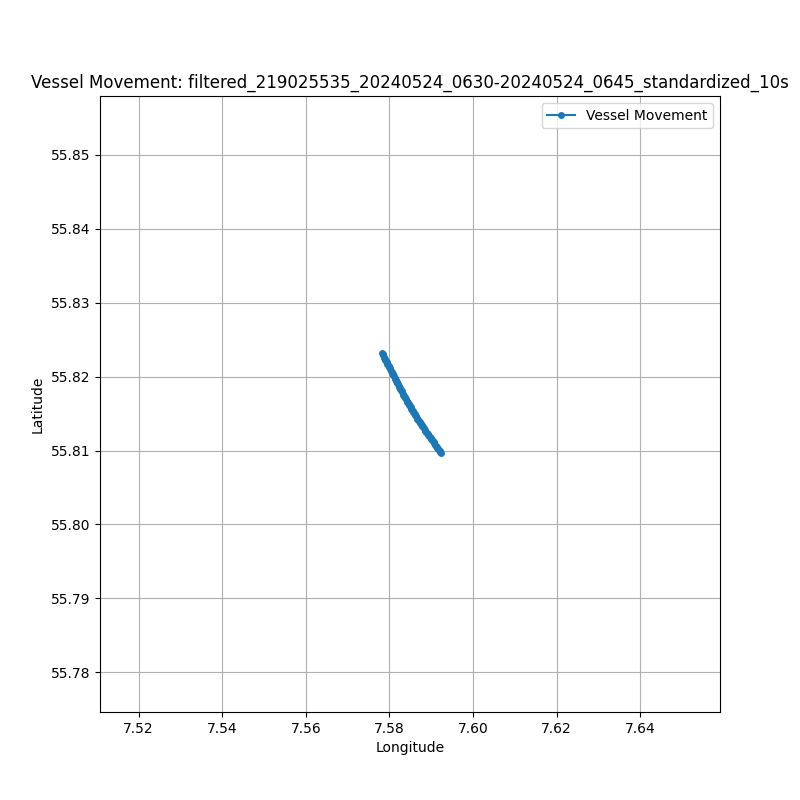 Vessel Movement: filtered_219025535_20240524_0630-20240524_0645_standardized_10s
Vessel Movement
55.85
55.84
55.83
55.82
55.81
55.80
55.79
55.78
Latitude
7.52 7.54 7.56 7.58 7.60 7.62 7.64
Longitude